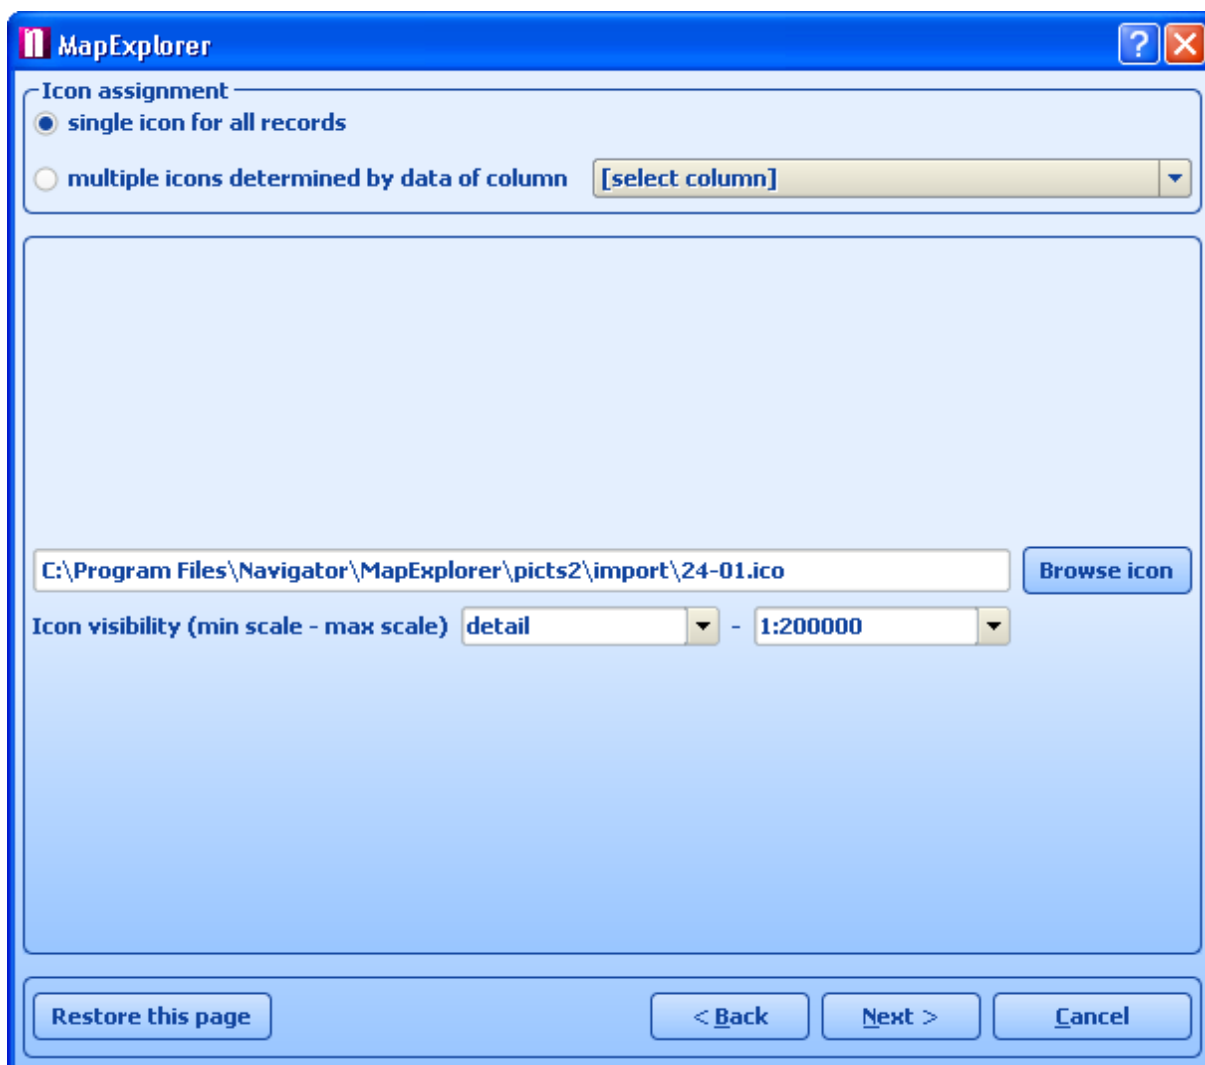 MapExplorer
Icon assignment
single icon for all records
multiple icons determined by data of column [select column]
C:\Program Files\Navigator\MapExplorer\picts2\import\24-01.ico Browse icon
Icon visibility (min scale - max scale) detail - 1:200000
Restore this page < Back Next > Cancel